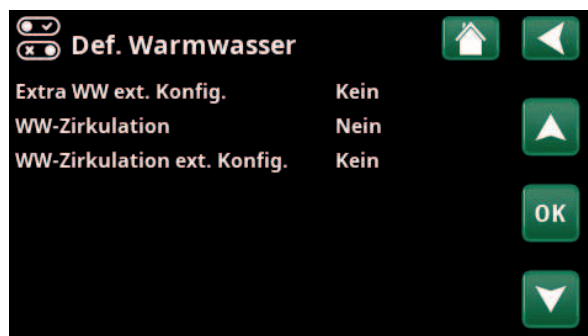 Def. Warmwasser
Extra WW ext. Konfig. Kein
WW-Zirkulation Nein
WW-Zirkulation ext. Konfig. Kein
OK